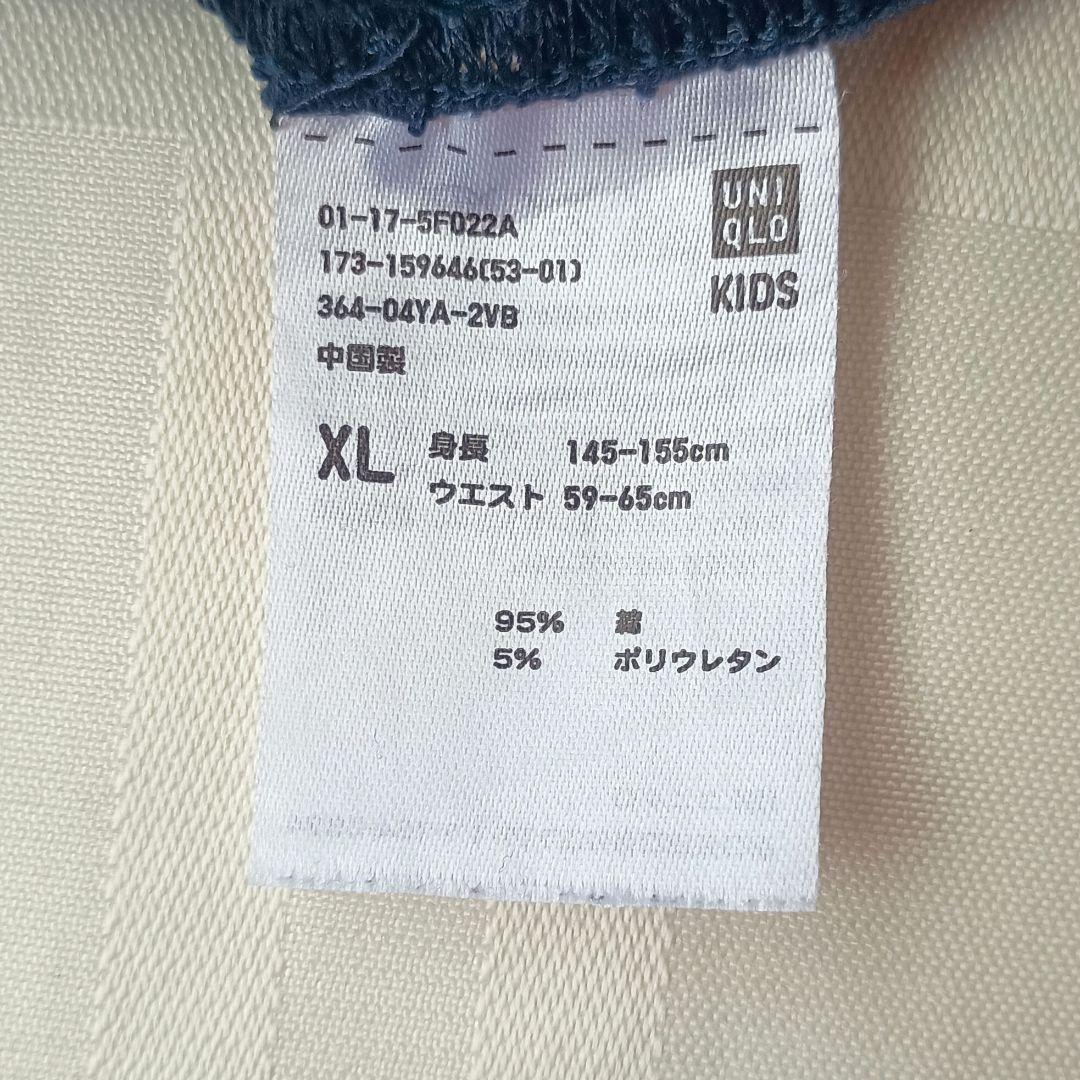 UNI
QLO
KIDS
01-17-5F022A
173-159646(53-01)
364-04YA-2VB
中国製
XL 身長 145-155cm
ウエスト 59-65cm
95% 綿
5% ポリウレタン